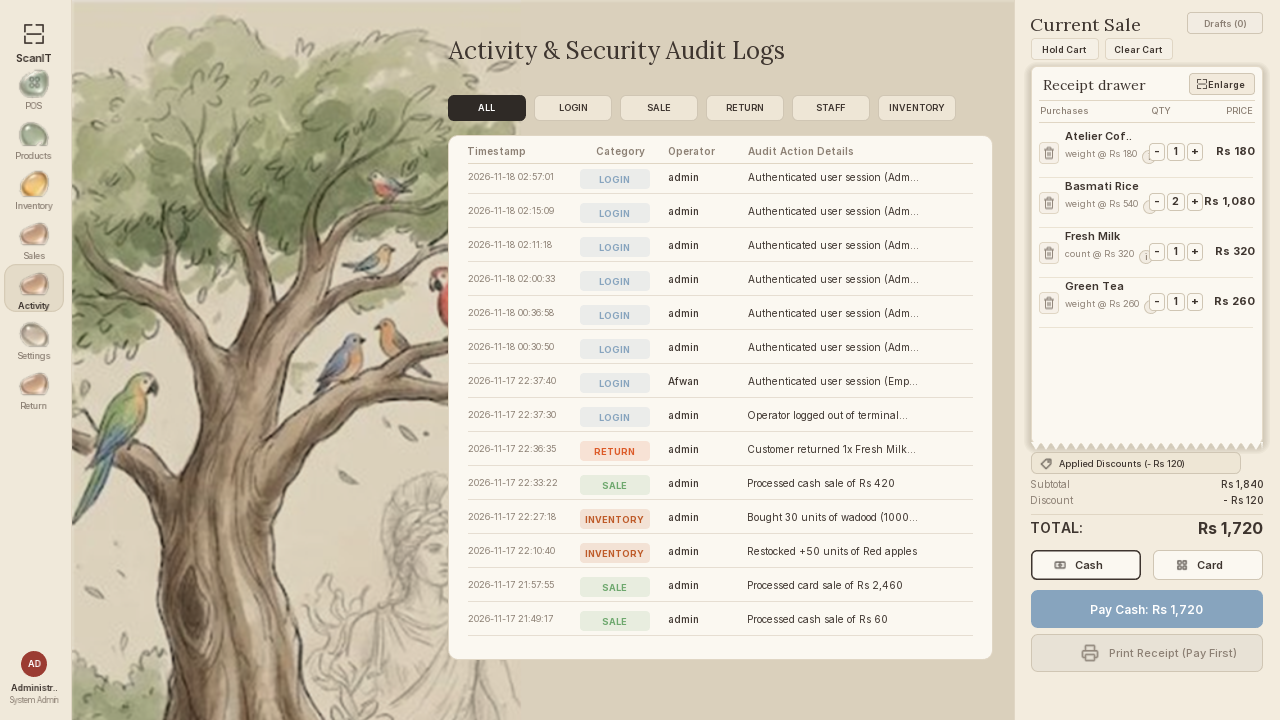 ScanIT
POS
Products
Inventory
Sales
Activity
Settings
Return
AD
Administr..
System Admin
Activity & Security Audit Logs
ALL LOGIN SALE RETURN STAFF INVENTORY
Timestamp Category Operator Audit Action Details
2026-11-18 02:57:01 LOGIN admin Authenticated user session (Adm...
2026-11-18 02:15:09 LOGIN admin Authenticated user session (Adm...
2026-11-18 02:11:18 LOGIN admin Authenticated user session (Adm...
2026-11-18 02:00:33 LOGIN admin Authenticated user session (Adm...
2026-11-18 00:36:58 LOGIN admin Authenticated user session (Adm...
2026-11-18 00:30:50 LOGIN admin Authenticated user session (Adm...
2026-11-17 22:37:40 LOGIN Afwan Authenticated user session (Emp...
2026-11-17 22:37:30 LOGIN admin Operator logged out of terminal...
2026-11-17 22:36:35 RETURN admin Customer returned 1x Fresh Milk...
2026-11-17 22:33:22 SALE admin Processed cash sale of Rs 420
2026-11-17 22:27:18 INVENTORY admin Bought 30 units of wadood (1000...
2026-11-17 22:10:40 INVENTORY admin Restocked +50 units of Red apples
2026-11-17 21:57:55 SALE admin Processed card sale of Rs 2,460
2026-11-17 21:49:17 SALE admin Processed cash sale of Rs 60
Current Sale Drafts (0)
Hold Cart Clear Cart
Receipt drawer Enlarge
Purchases QTY PRICE
Atelier Cof..
weight @ Rs 180 - 1 + Rs 180
Basmati Rice
weight @ Rs 540 - 2 + Rs 1,080
Fresh Milk
count @ Rs 320 i - 1 + Rs 320
Green Tea
weight @ Rs 260 - 1 + Rs 260
Applied Discounts (- Rs 120)
Subtotal Rs 1,840
Discount - Rs 120
TOTAL: Rs 1,720
Cash Card
Pay Cash: Rs 1,720
Print Receipt (Pay First)